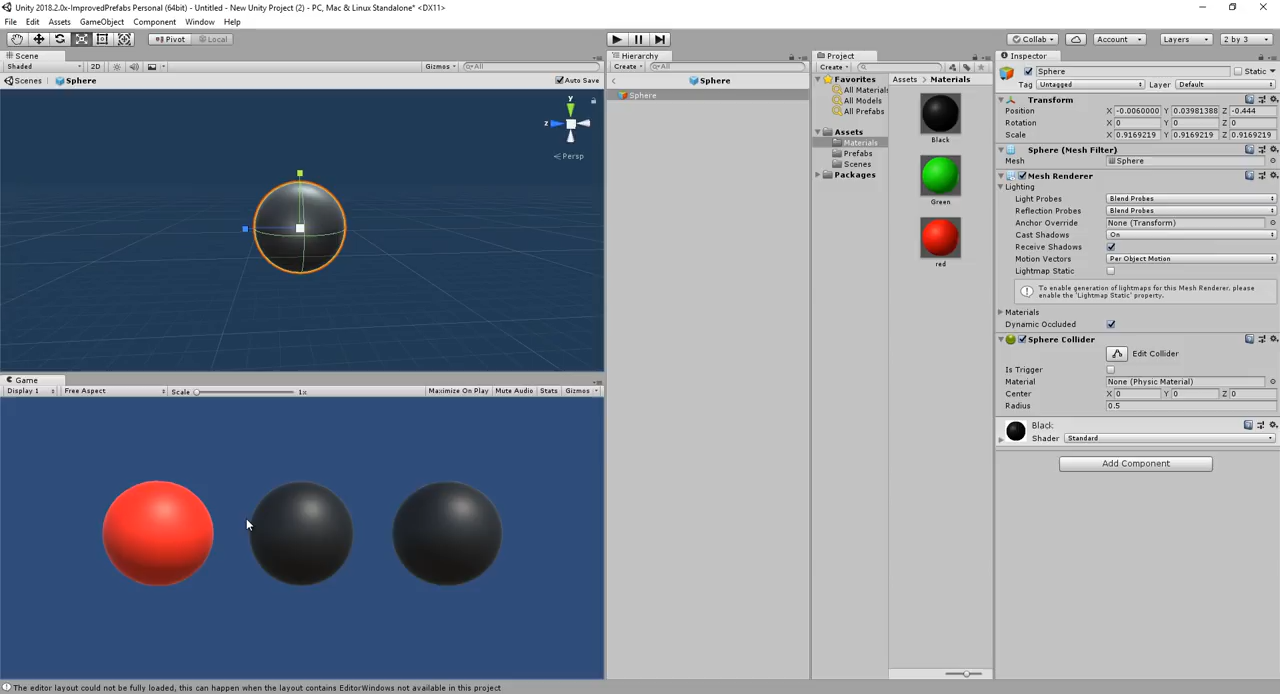 Unity 2018.2.0x-ImprovedPrefabs Personal (64bit) - Untitled - New Unity Project (2) - PC, Mac & Linux Standalone* <DX11>
File Edit Assets GameObject Component Window Help
Pivot Local Collab Account Layers 2 by 3
Scene
Shaded 2D Gizmos All
Scenes Sphere Auto Save
y
z
Persp
Game
Display 1 Free Aspect Scale 1x Maximize On Play Mute Audio Stats Gizmos
Hierarchy
Create All
Sphere
Sphere
Project
Create
Favorites
All Materials
All Models
All Prefabs
Assets
Materials
Prefabs
Scenes
Packages
Assets Materials
Black
Green
red
Inspector
Sphere Static
Tag Untagged Layer Default
Transform
Position X -0.0060000 Y 0.03981388 Z -0.444
Rotation X 0 Y 0 Z 0
Scale X 0.9169219 Y 0.9169219 Z 0.9169219
Sphere (Mesh Filter)
Mesh Sphere
Mesh Renderer
Lighting
Light Probes Blend Probes
Reflection Probes Blend Probes
Anchor Override None (Transform)
Cast Shadows On
Receive Shadows
Motion Vectors Per Object Motion
Lightmap Static
To enable generation of lightmaps for this Mesh Renderer, please
enable the 'Lightmap Static' property.
Materials
Dynamic Occluded
Sphere Collider
Edit Collider
Is Trigger
Material None (Physic Material)
Center X 0 Y 0 Z 0
Radius 0.5
Black
Shader Standard
Add Component
The editor layout could not be fully loaded, this can happen when the layout contains EditorWindows not available in this project